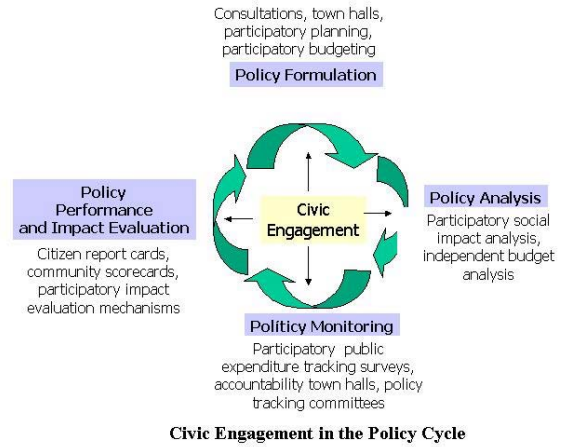 Consultations, town halls,
participatory planning,
participatory budgeting
Policy Formulation
Policy
Performance
and Impact Evaluation
Citizen report cards,
community scorecards,
participatory impact
evaluation mechanisms
Civic
Engagement
Polícy Analysis
Participatory social
impact analysis,
independent budget
analysis
Políticy Monitoring
Participatory public
expenditure tracking surveys,
accountability town halls, policy
tracking committees
Civic Engagement in the Policy Cycle